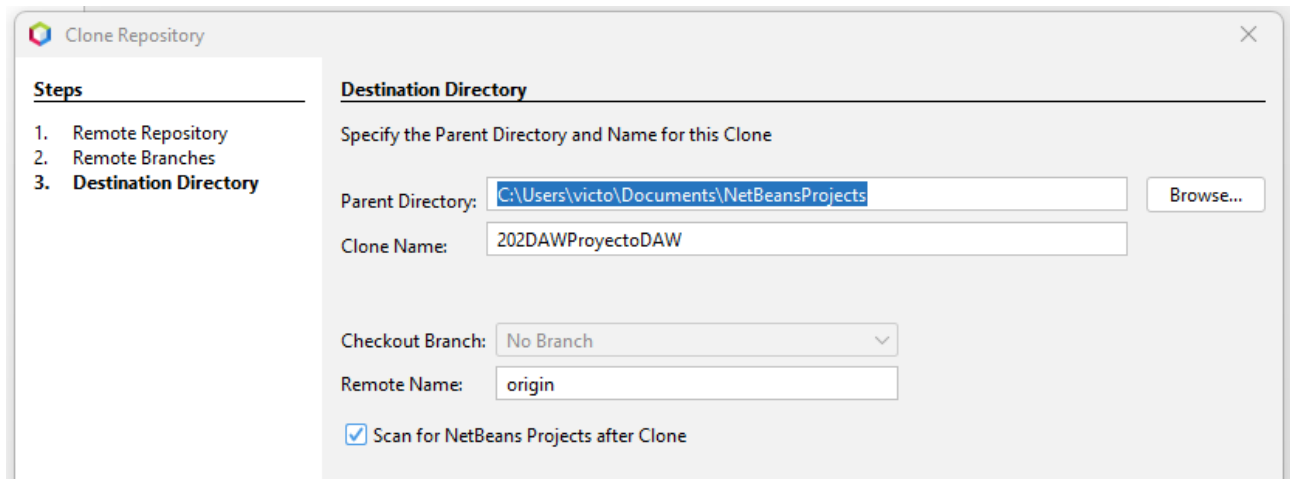 Clone Repository
Steps
1. Remote Repository
2. Remote Branches
3. Destination Directory
Destination Directory
Specify the Parent Directory and Name for this Clone
Parent Directory: C:\Users\victo\Documents\NetBeansProjects Browse...
Clone Name: 202DAWProyectoDAW
Checkout Branch: No Branch
Remote Name: origin
Scan for NetBeans Projects after Clone